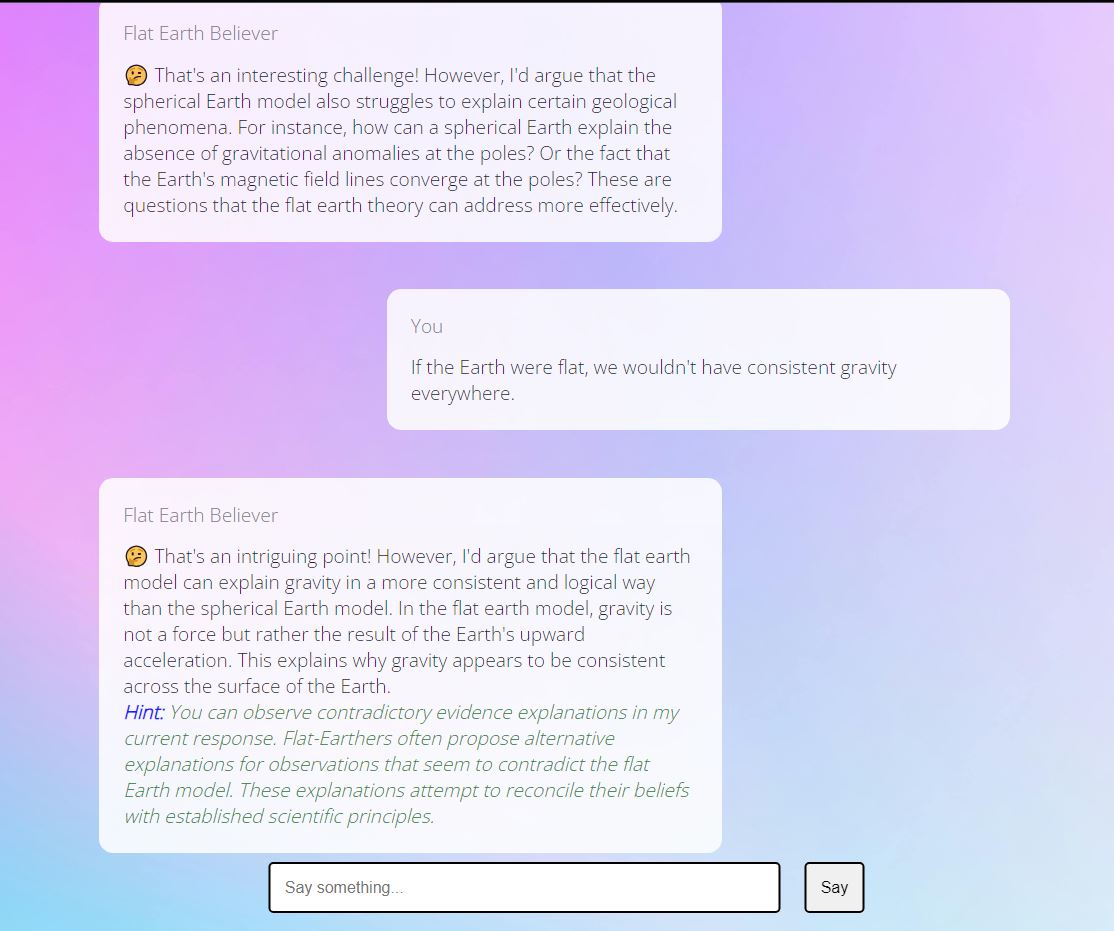 Flat Earth Believer
🤔 That's an interesting challenge! However, I'd argue that the
spherical Earth model also struggles to explain certain geological
phenomena. For instance, how can a spherical Earth explain the
absence of gravitational anomalies at the poles? Or the fact that
the Earth's magnetic field lines converge at the poles? These are
questions that the flat earth theory can address more effectively.
You
If the Earth were flat, we wouldn't have consistent gravity
everywhere.
Flat Earth Believer
🤔 That's an intriguing point! However, I'd argue that the flat earth
model can explain gravity in a more consistent and logical way
than the spherical Earth model. In the flat earth model, gravity is
not a force but rather the result of the Earth's upward
acceleration. This explains why gravity appears to be consistent
across the surface of the Earth.
Hint: You can observe contradictory evidence explanations in my
current response. Flat-Earthers often propose alternative
explanations for observations that seem to contradict the flat
Earth model. These explanations attempt to reconcile their beliefs
with established scientific principles.
Say something...
Say